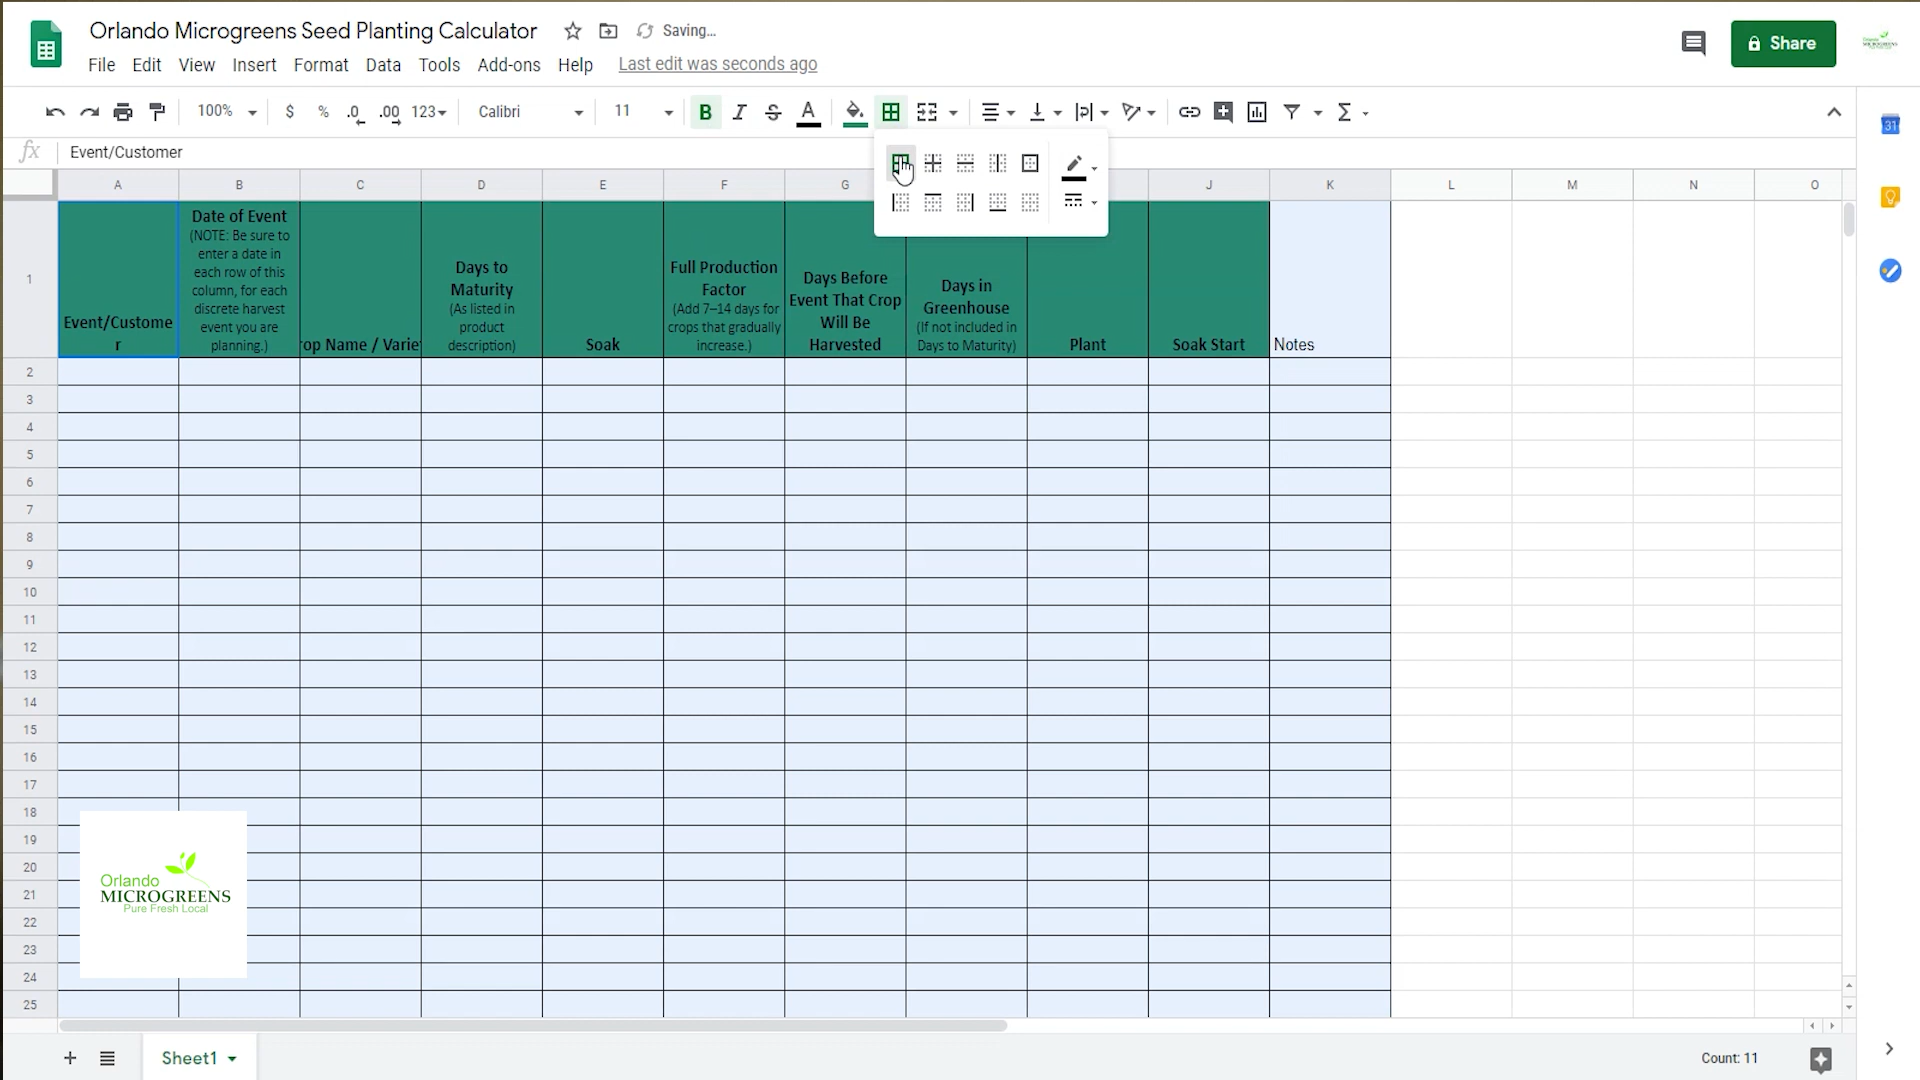 Orlando Microgreens Seed Planting Calculator
Saving...
File Edit View Insert Format Data Tools Add-ons Help Last edit was seconds ago
Share
100% $ % .0 .00 123 Calibri 11 B I S A
fx Event/Customer
A B C D E F G J K L M N O
1
Event/Custome
r
Date of Event
(NOTE: Be sure to
enter a date in
each row of this
column, for each
discrete harvest
event you are
planning.)
rop Name / Varie
Days to
Maturity
(As listed in
product
description)
Soak
Full Production
Factor
(Add 7–14 days for
crops that gradually
increase.)
Days Before
Event That Crop
Will Be
Harvested
Days in
Greenhouse
(If not included in
Days to Maturity)
Plant
Soak Start
Notes
2
3
4
5
6
7
8
9
10
11
12
13
14
15
16
17
18
19
20
21
22
23
24
25
Orlando
MICROGREENS
Pure Fresh Local
Sheet1
Count: 11
31